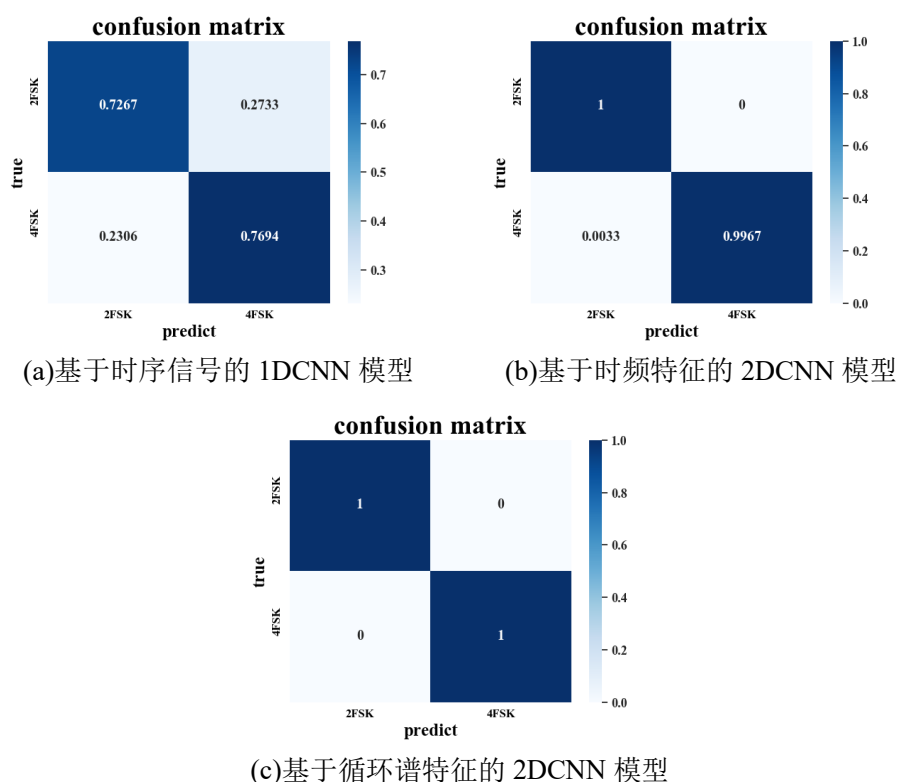 confusion matrix
2FSK
0.7267
0.2733
4FSK
0.2306
0.7694
true
2FSK
4FSK
predict
0.7
0.6
0.5
0.4
0.3
(a)基于时序信号的 1DCNN 模型
confusion matrix
2FSK
1
0
4FSK
0.0033
0.9967
true
2FSK
4FSK
predict
1.0
0.8
0.6
0.4
0.2
0.0
(b)基于时频特征的 2DCNN 模型
confusion matrix
2FSK
1
0
4FSK
0
1
true
2FSK
4FSK
predict
1.0
0.8
0.6
0.4
0.2
0.0
(c)基于循环谱特征的 2DCNN 模型